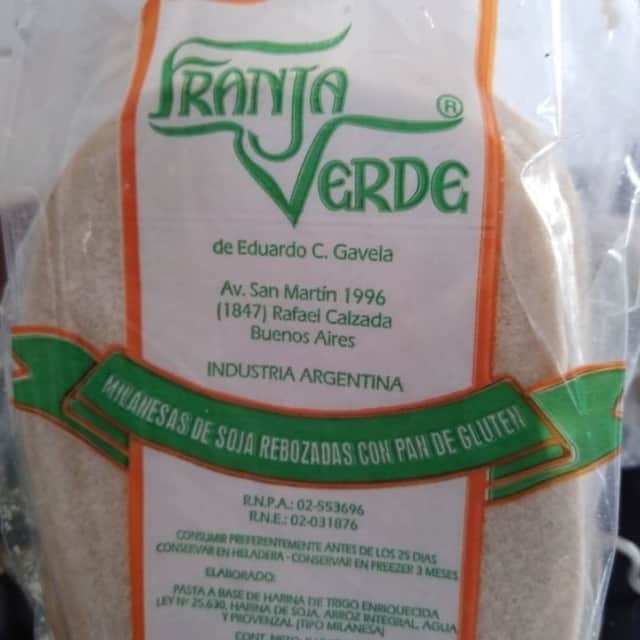 FRANJA
VERDE ®
de Eduardo C. Gavela
Av. San Martín 1996
(1847) Rafael Calzada
Buenos Aires
INDUSTRIA ARGENTINA
MILANESAS DE SOJA REBOZADAS CON PAN DE GLUTEN
R.N.P.A.: 02-553696
R.N.E.: 02-031876
CONSUMIR PREFERENTEMENTE ANTES DE LOS 25 DIAS
CONSERVAR EN HELADERA - CONSERVAR EN FREEZER 3 MESES
ELABORADO:
PASTA A BASE DE HARINA DE TRIGO ENRIQUECIDA
LEY Nº 25.630, HARINA DE SOJA, ARROZ INTEGRAL, AGUA
Y PROVENZAL (TIPO MILANESA)
CONT. NETO